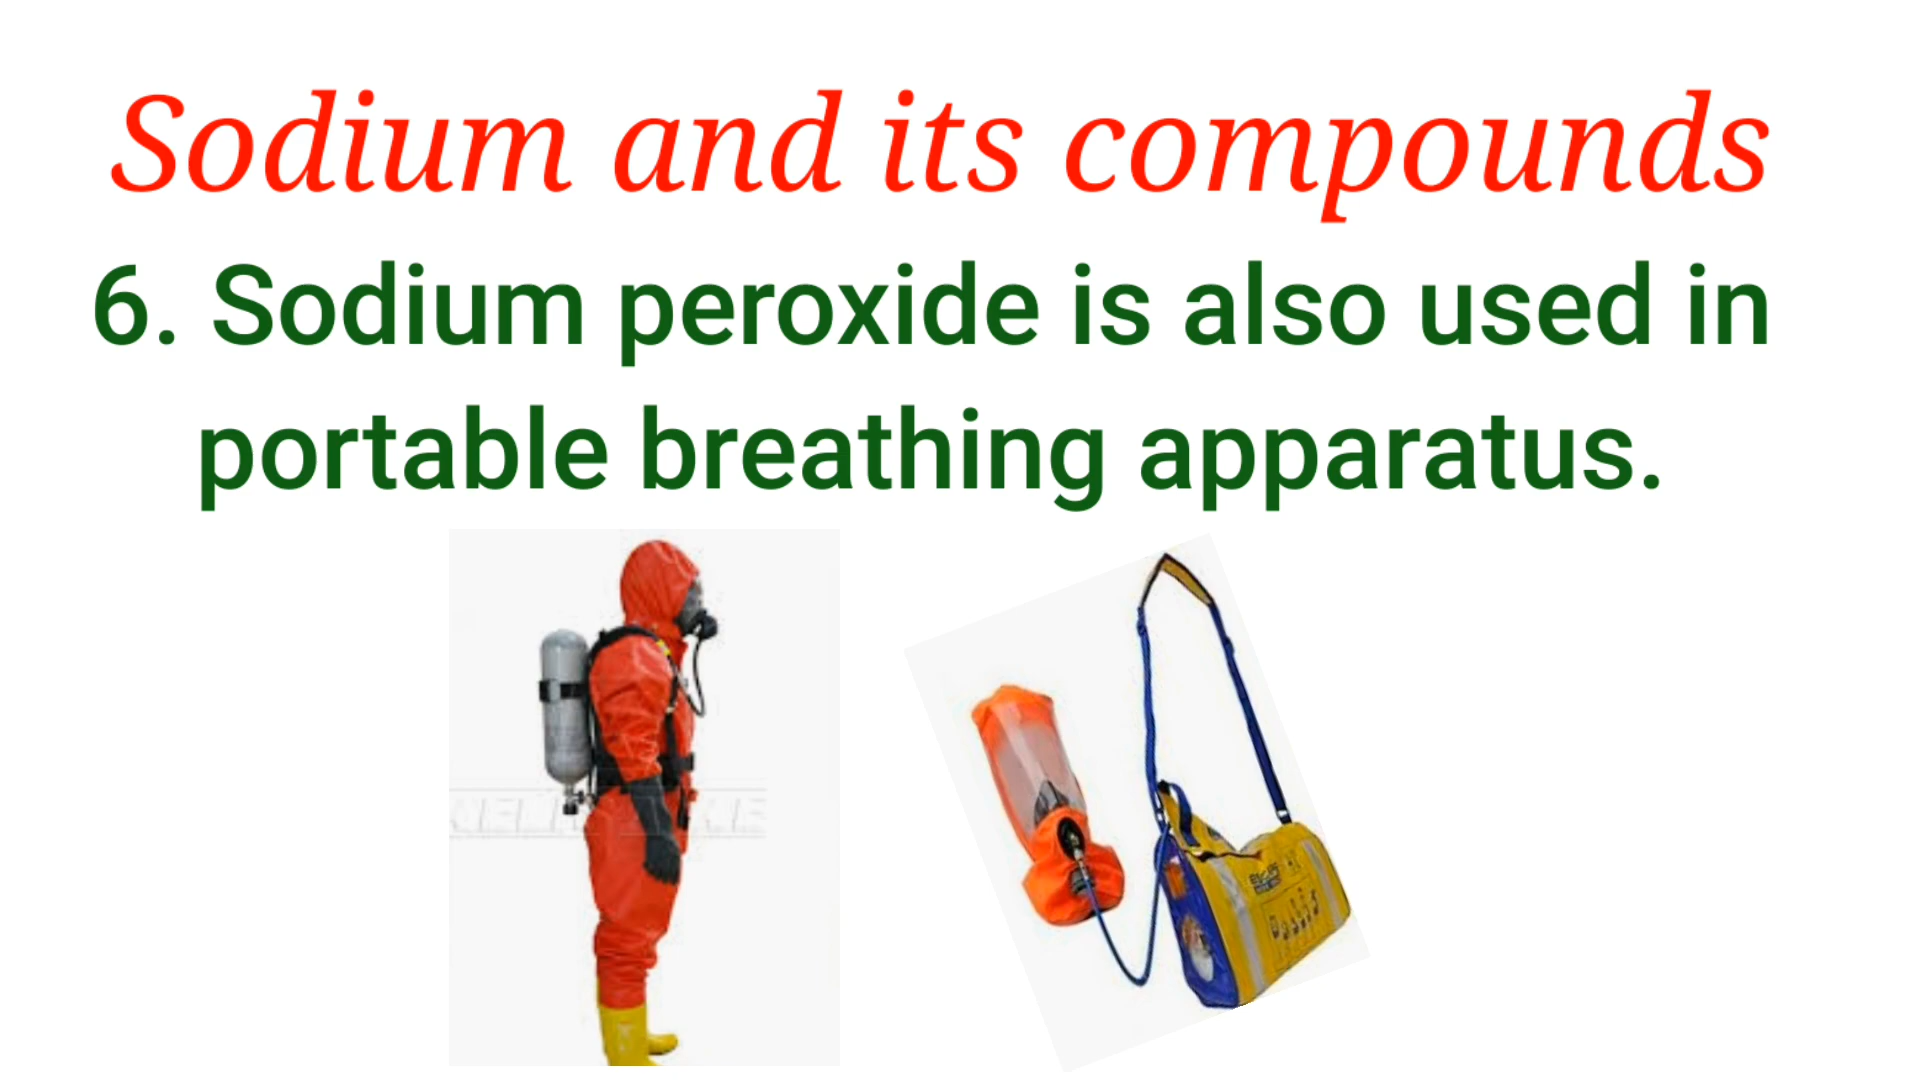 Sodium and its compounds
6. Sodium peroxide is also used in
portable breathing apparatus.